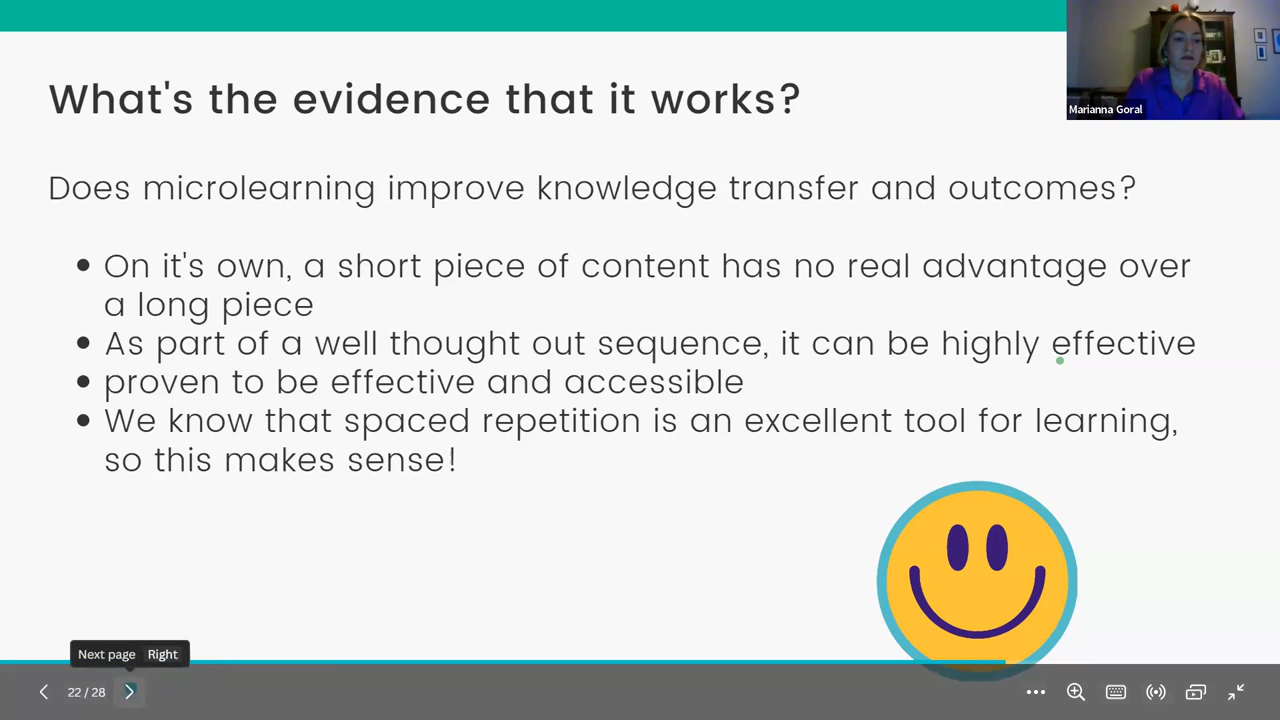 What's the evidence that it works?
Marianna Goral
Does microlearning improve knowledge transfer and outcomes?
• On it's own, a short piece of content has no real advantage over
a long piece
• As part of a well thought out sequence, it can be highly effective
• proven to be effective and accessible
• We know that spaced repetition is an excellent tool for learning,
so this makes sense!
Next page Right
22 / 28